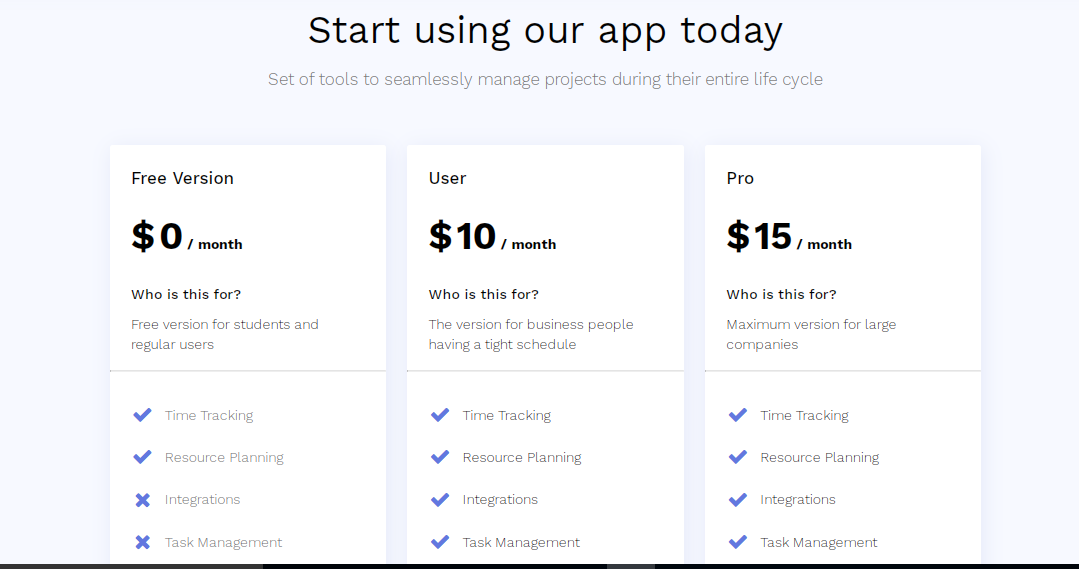 Start using our app today
Set of tools to seamlessly manage projects during their entire life cycle
Free Version
$0 / month
Who is this for?
Free version for students and
regular users
Time Tracking
Resource Planning
Integrations
Task Management
User
$10 / month
Who is this for?
The version for business people
having a tight schedule
Time Tracking
Resource Planning
Integrations
Task Management
Pro
$15 / month
Who is this for?
Maximum version for large
companies
Time Tracking
Resource Planning
Integrations
Task Management